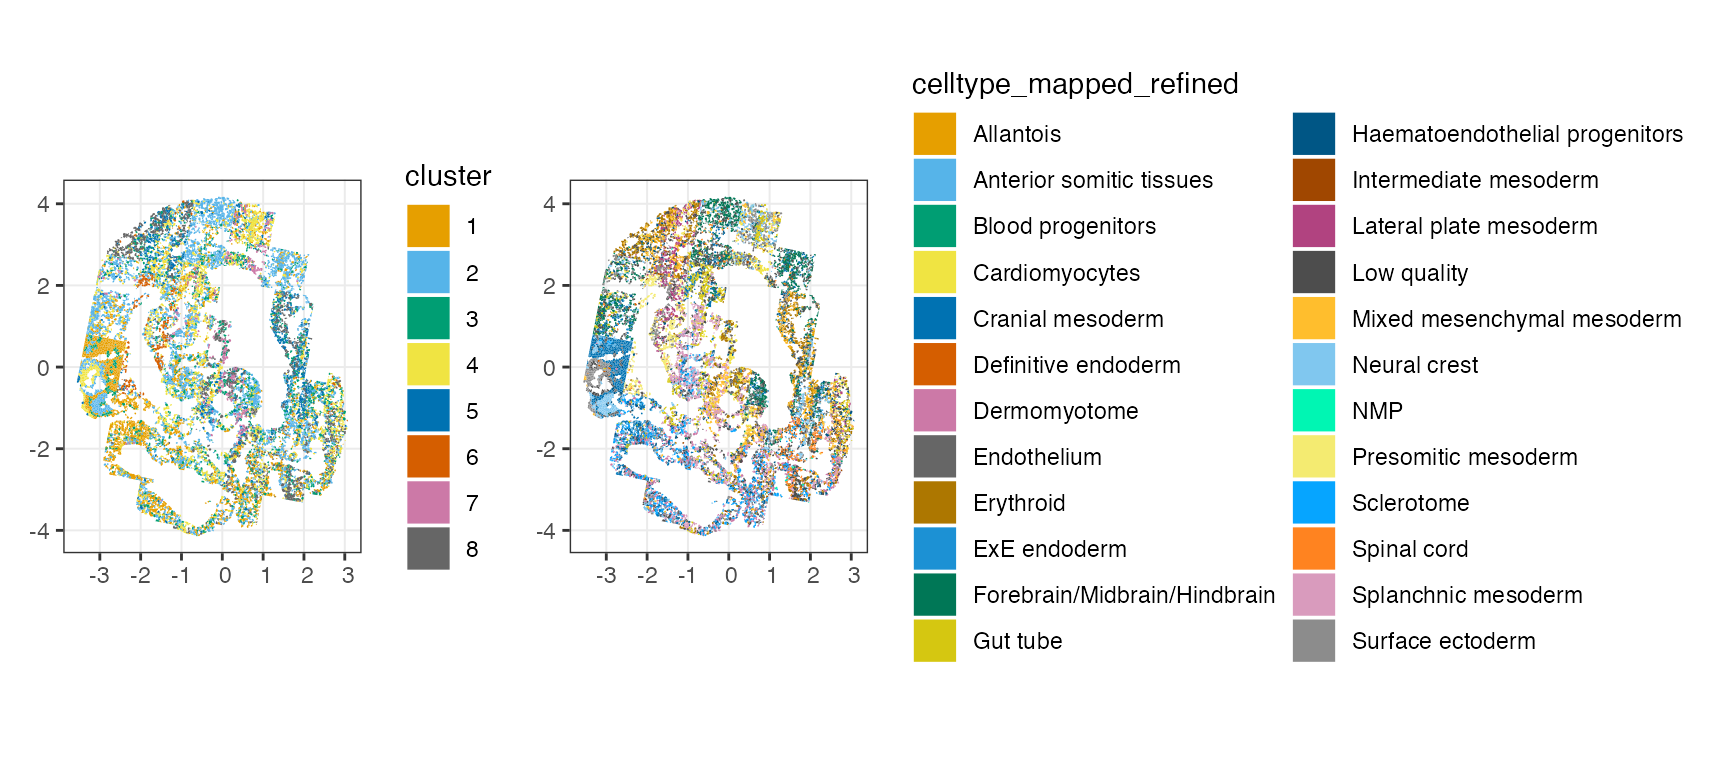 4
2
0
-2
-4
-3 -2 -1 0 1 2 3
cluster
1
2
3
4
5
6
7
8
4
2
0
-2
-4
-3 -2 -1 0 1 2 3
celltype_mapped_refined
Allantois
Anterior somitic tissues
Blood progenitors
Cardiomyocytes
Cranial mesoderm
Definitive endoderm
Dermomyotome
Endothelium
Erythroid
ExE endoderm
Forebrain/Midbrain/Hindbrain
Gut tube
Haematoendothelial progenitors
Intermediate mesoderm
Lateral plate mesoderm
Low quality
Mixed mesenchymal mesoderm
Neural crest
NMP
Presomitic mesoderm
Sclerotome
Spinal cord
Splanchnic mesoderm
Surface ectoderm